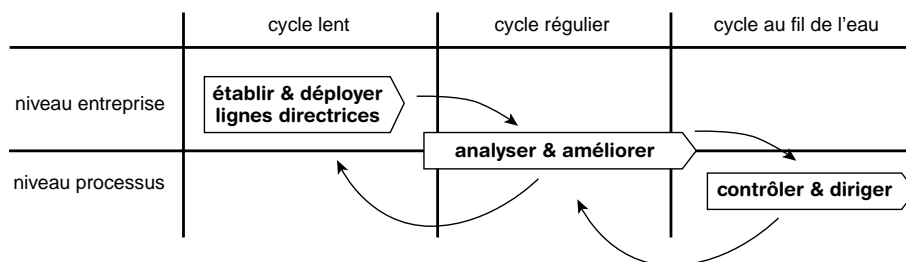 cycle lent
cycle régulier
cycle au fil de l'eau
niveau entreprise
établir & déployer
lignes directrices
analyser & améliorer
niveau processus
contrôler & diriger